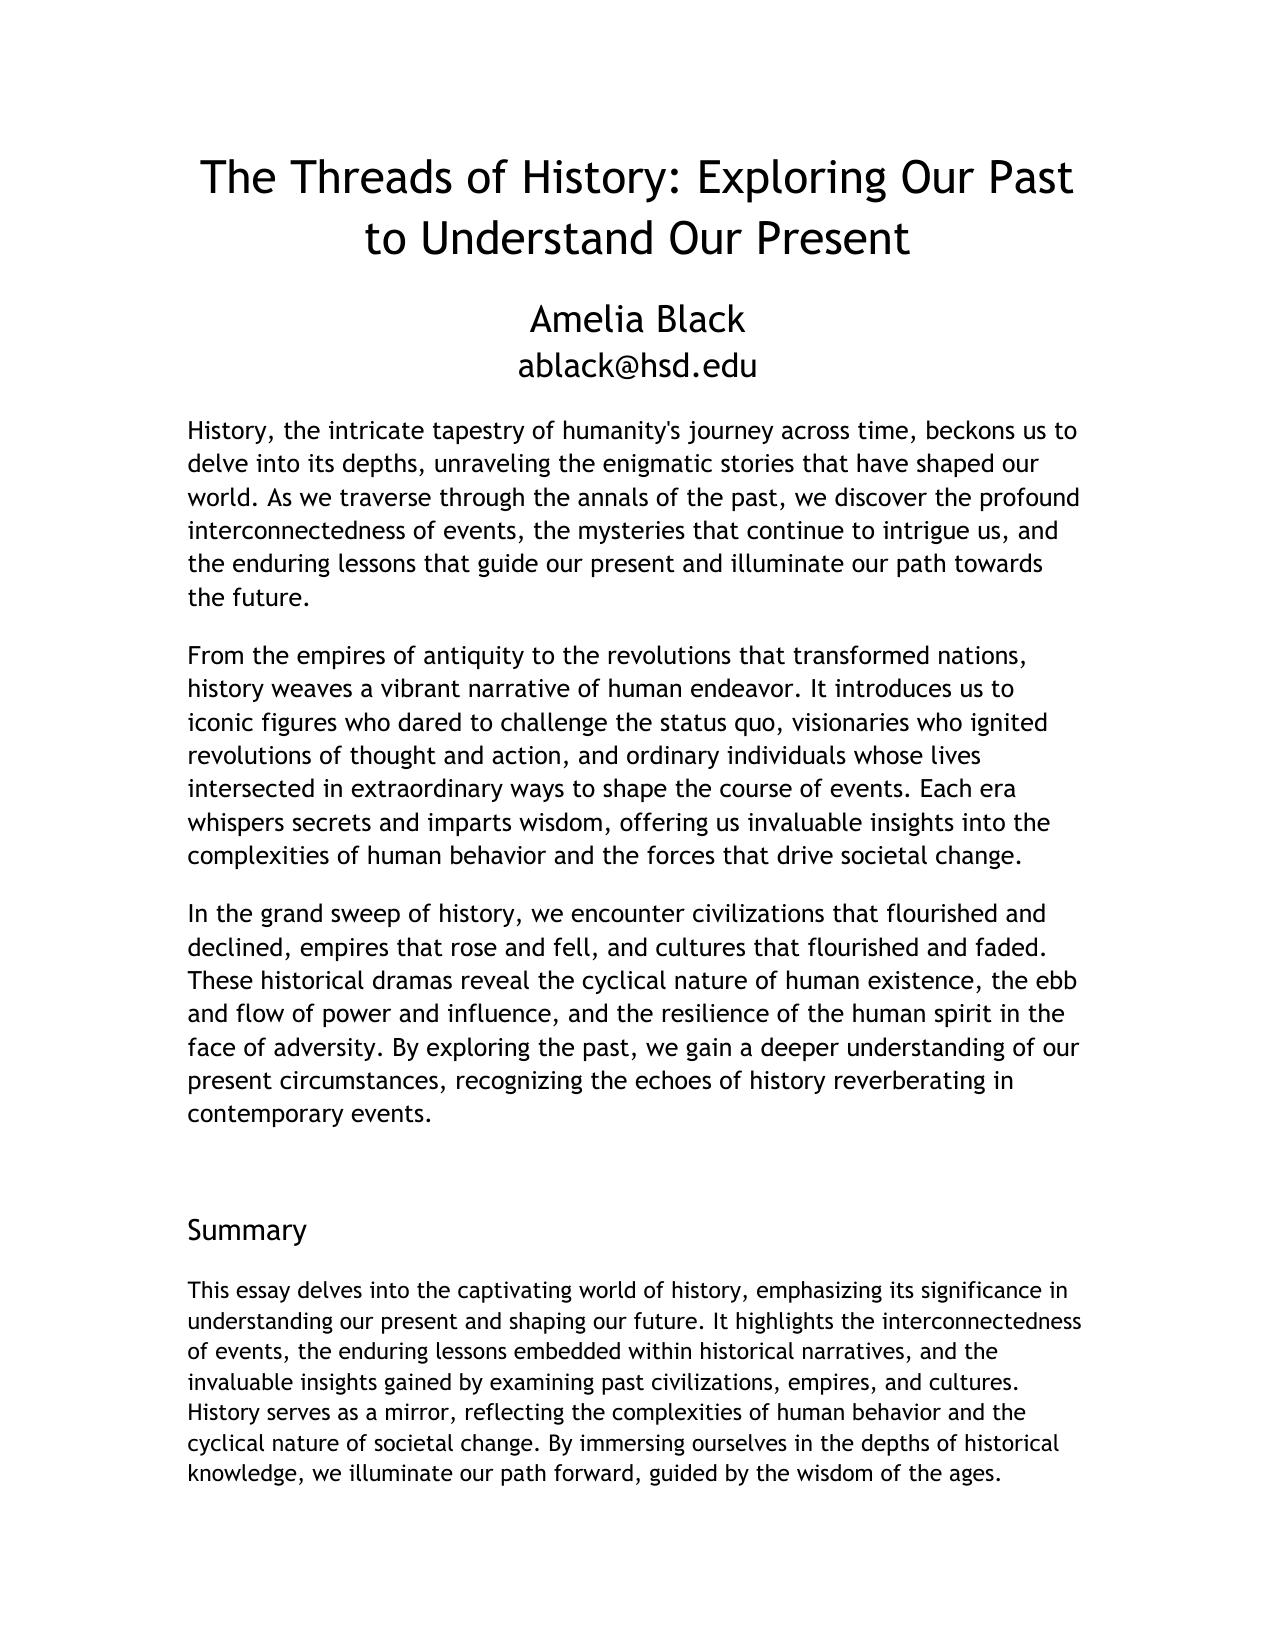 The Threads of History: Exploring Our Past
to Understand Our Present
Amelia Black
ablack@hsd.edu
History, the intricate tapestry of humanity's journey across time, beckons us to
delve into its depths, unraveling the enigmatic stories that have shaped our
world. As we traverse through the annals of the past, we discover the profound
interconnectedness of events, the mysteries that continue to intrigue us, and
the enduring lessons that guide our present and illuminate our path towards
the future.
From the empires of antiquity to the revolutions that transformed nations,
history weaves a vibrant narrative of human endeavor. It introduces us to
iconic figures who dared to challenge the status quo, visionaries who ignited
revolutions of thought and action, and ordinary individuals whose lives
intersected in extraordinary ways to shape the course of events. Each era
whispers secrets and imparts wisdom, offering us invaluable insights into the
complexities of human behavior and the forces that drive societal change.
In the grand sweep of history, we encounter civilizations that flourished and
declined, empires that rose and fell, and cultures that flourished and faded.
These historical dramas reveal the cyclical nature of human existence, the ebb
and flow of power and influence, and the resilience of the human spirit in the
face of adversity. By exploring the past, we gain a deeper understanding of our
present circumstances, recognizing the echoes of history reverberating in
contemporary events.
Summary
This essay delves into the captivating world of history, emphasizing its significance in
understanding our present and shaping our future. It highlights the interconnectedness
of events, the enduring lessons embedded within historical narratives, and the
invaluable insights gained by examining past civilizations, empires, and cultures.
History serves as a mirror, reflecting the complexities of human behavior and the
cyclical nature of societal change. By immersing ourselves in the depths of historical
knowledge, we illuminate our path forward, guided by the wisdom of the ages.